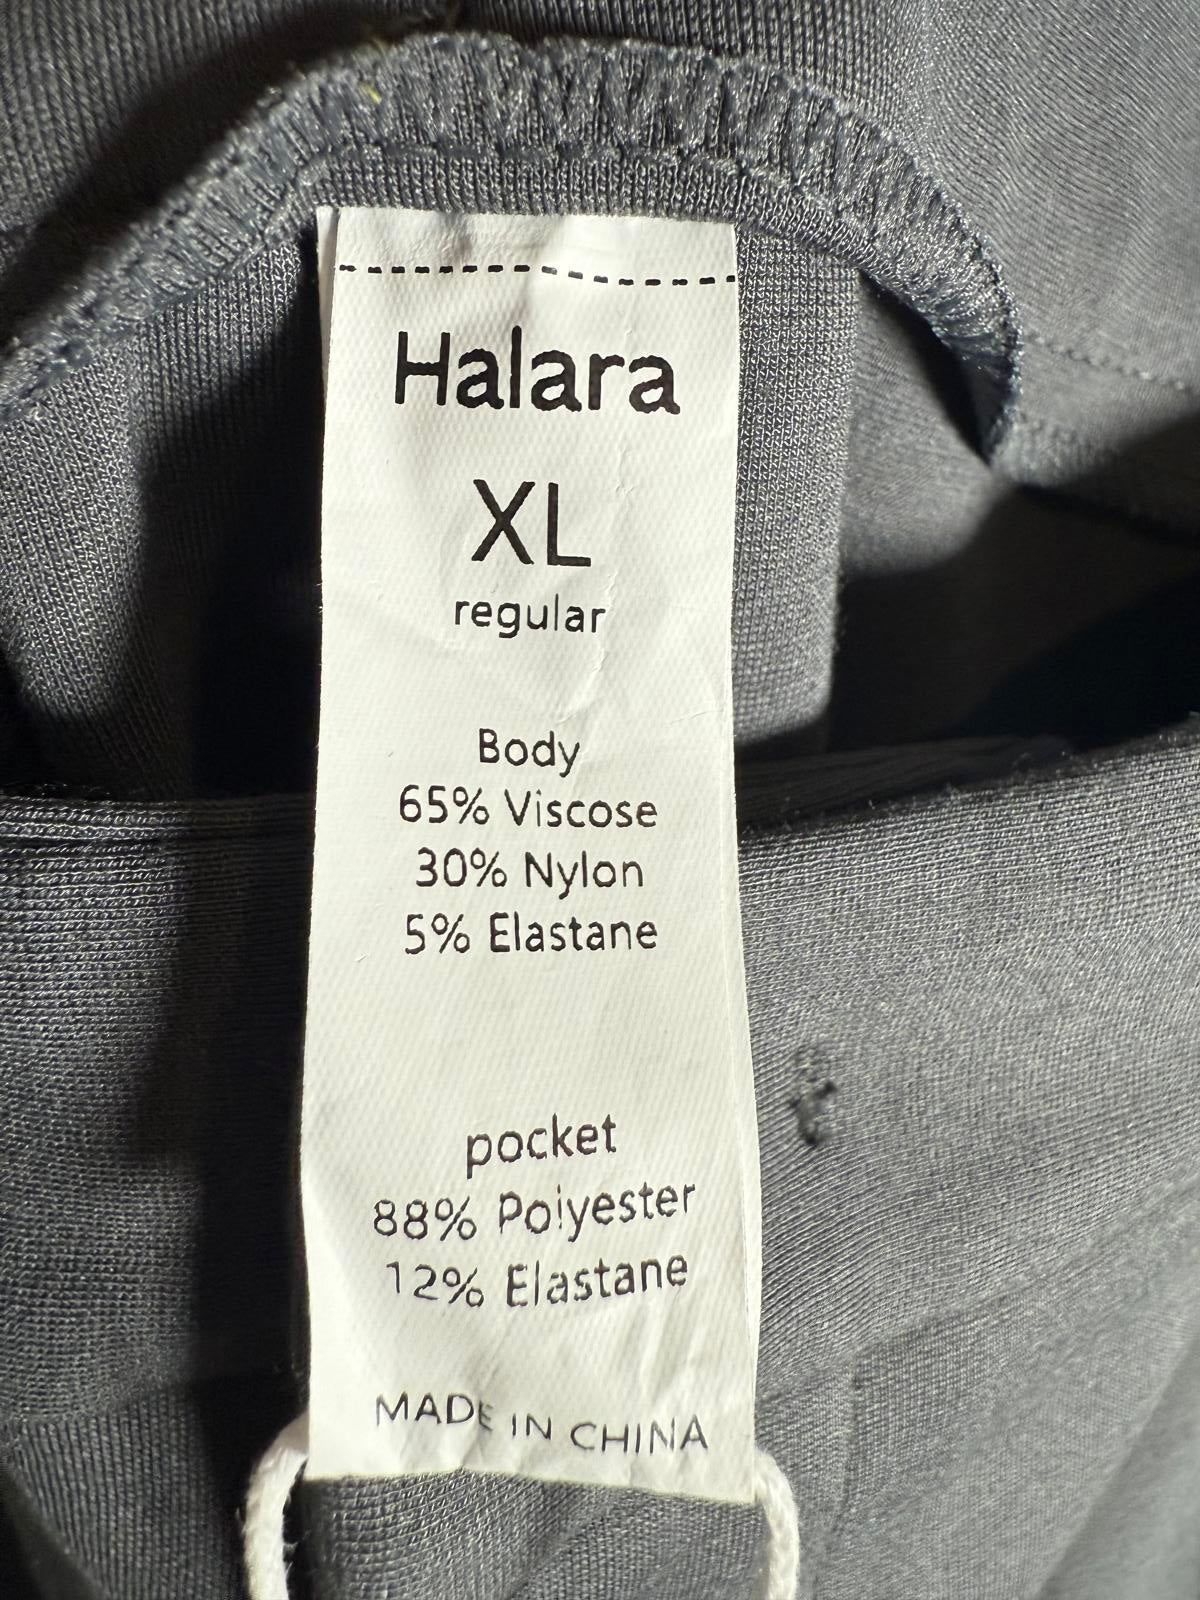 Halara
XL
regular
Body
65% Viscose
30% Nylon
5% Elastane
pocket
88% Polyester
12% Elastane
MADE IN CHINA